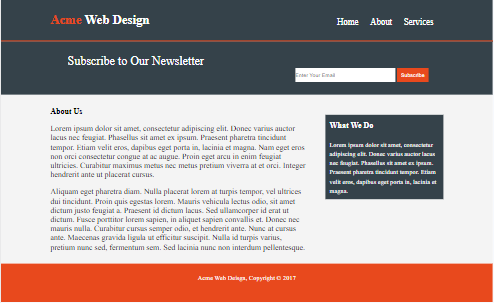 Acme Web Design
Home About Services
Subscribe to Our Newsletter
Enter Your Email
Subscribe
About Us
Lorem ipsum dolor sit amet, consectetur adipiscing elit. Donec varius auctor
lacus nec feugiat. Phasellus sit amet ex ipsum. Praesent pharetra tincidunt
tempor. Etiam velit eros, dapibus eget porta in, lacinia et magna. Nam eget eros
non orci consectetur congue at ac augue. Proin eget arcu in enim feugiat
ultricies. Curabitur maximus metus nec metus pretium viverra at et orci. Integer
hendrerit ante ut placerat cursus.
Aliquam eget pharetra diam. Nulla placerat lorem at turpis tempor, vel ultrices
dui tincidunt. Proin quis egestas lorem. Mauris vehicula lectus odio, sit amet
dictum justo feugiat a. Praesent id dictum lacus. Sed ullamcorper id erat ut
dictum. Fusce porttitor lorem sapien, in aliquet sapien convallis et. Donec nec
mauris nulla. Curabitur cursus semper odio, et hendrerit ante. Nunc at cursus
ante. Maecenas gravida ligula ut efficitur suscipit. Nulla id turpis varius,
pretium nunc sed, fermentum sem. Sed lacinia nunc non interdum pellentesque.
What We Do
Lorem ipsum dolor sit amet, consectetur
adipiscing elit. Donec varius auctor lacus
nec feugiat. Phasellus sit amet ex ipsum.
Praesent pharetra tincidunt tempor. Etiam
velit eros, dapibus eget porta in, lacinia et
magna.
Acme Web Deisgn, Copyright © 2017